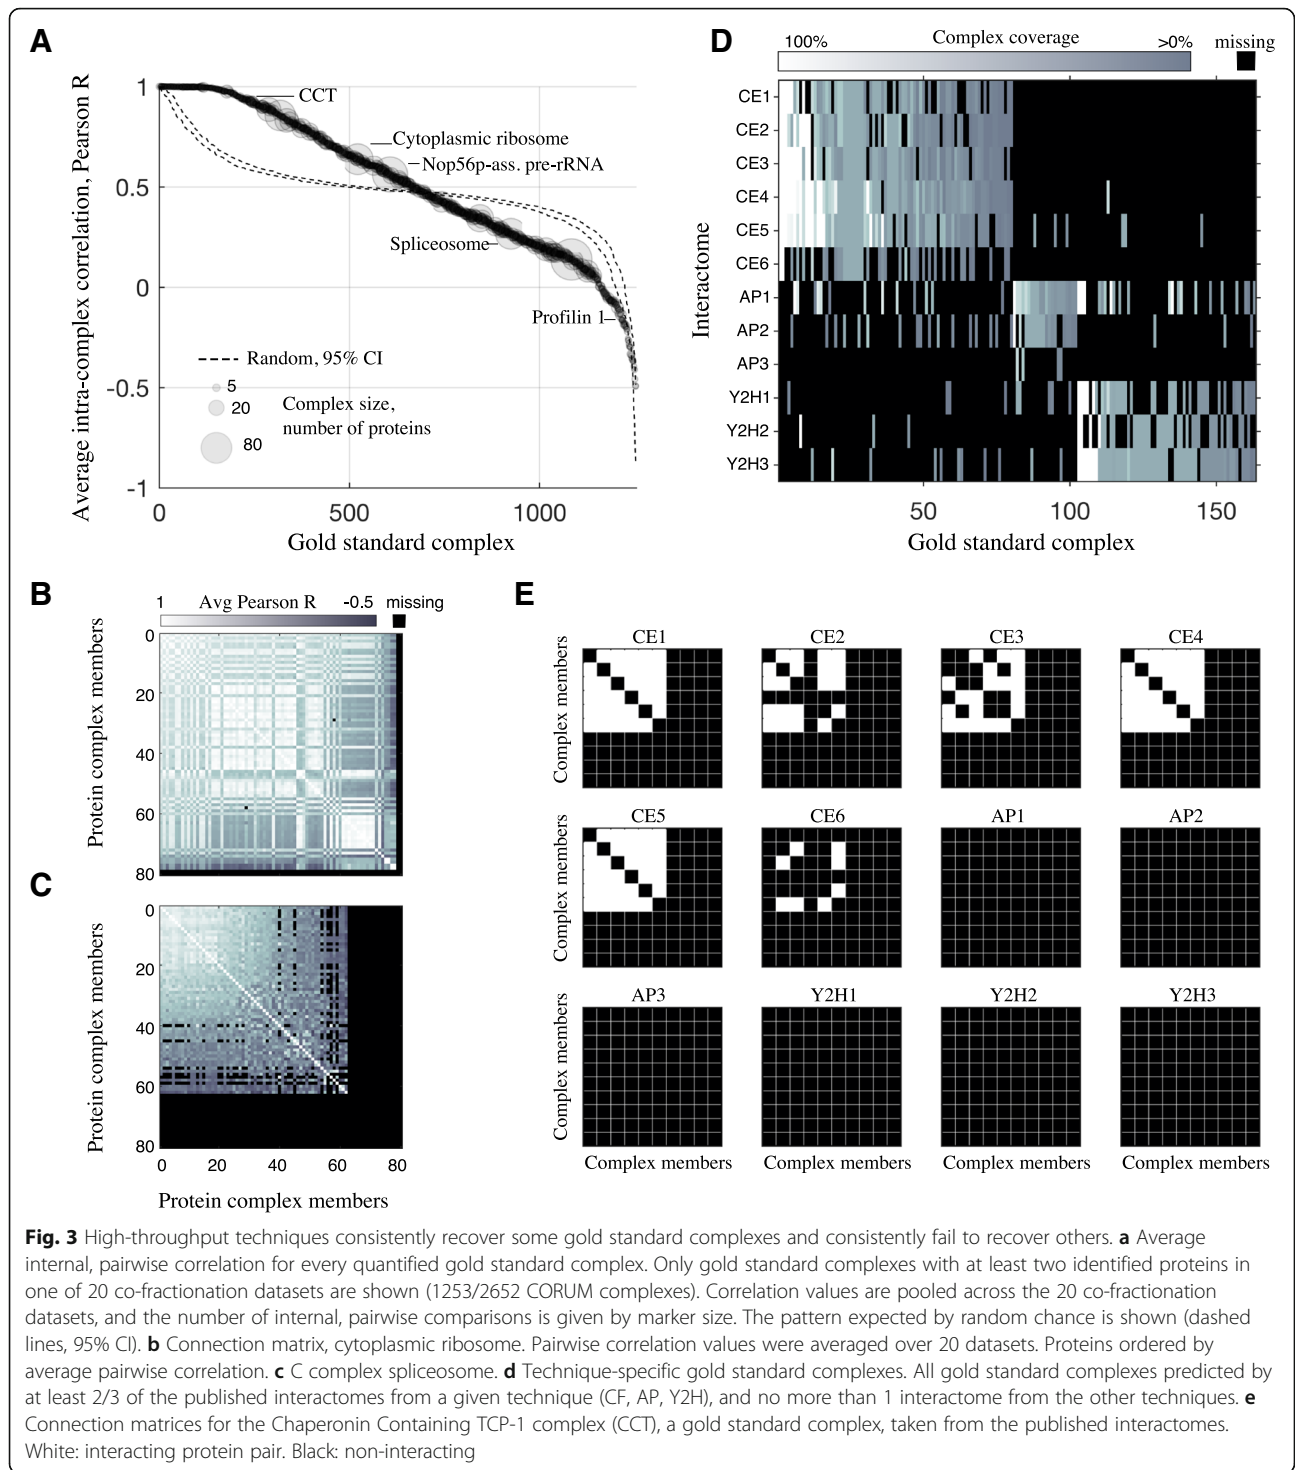 A
Average intra-complex correlation, Pearson R
1
0.5
0
-0.5
-1
CCT
Cytoplasmic ribosome
Nop56p-ass. pre-rRNA
Spliceosome
Profilin 1
Random, 95% CI
5
20
80
Complex size,
number of proteins
0
500
1000
Gold standard complex
D
100%
Complex coverage
>0%
missing
Interactome
CE1
CE2
CE3
CE4
CE5
CE6
AP1
AP2
AP3
Y2H1
Y2H2
Y2H3
50
100
150
Gold standard complex
B
1
Avg Pearson R
-0.5
missing
Protein complex members
0
20
40
60
80
C
Protein complex members
0
20
40
60
80
0
20
40
60
80
Protein complex members
E
CE1
CE2
CE3
CE4
Complex members
CE5
CE6
AP1
AP2
Complex members
AP3
Y2H1
Y2H2
Y2H3
Complex members
Complex members
Complex members
Complex members
Complex members
Fig. 3 High-throughput techniques consistently recover some gold standard complexes and consistently fail to recover others. a Average
internal, pairwise correlation for every quantified gold standard complex. Only gold standard complexes with at least two identified proteins in
one of 20 co-fractionation datasets are shown (1253/2652 CORUM complexes). Correlation values are pooled across the 20 co-fractionation
datasets, and the number of internal, pairwise comparisons is given by marker size. The pattern expected by random chance is shown (dashed
lines, 95% CI). b Connection matrix, cytoplasmic ribosome. Pairwise correlation values were averaged over 20 datasets. Proteins ordered by
average pairwise correlation. c C complex spliceosome. d Technique-specific gold standard complexes. All gold standard complexes predicted by
at least 2/3 of the published interactomes from a given technique (CF, AP, Y2H), and no more than 1 interactome from the other techniques. e
Connection matrices for the Chaperonin Containing TCP-1 complex (CCT), a gold standard complex, taken from the published interactomes.
White: interacting protein pair. Black: non-interacting